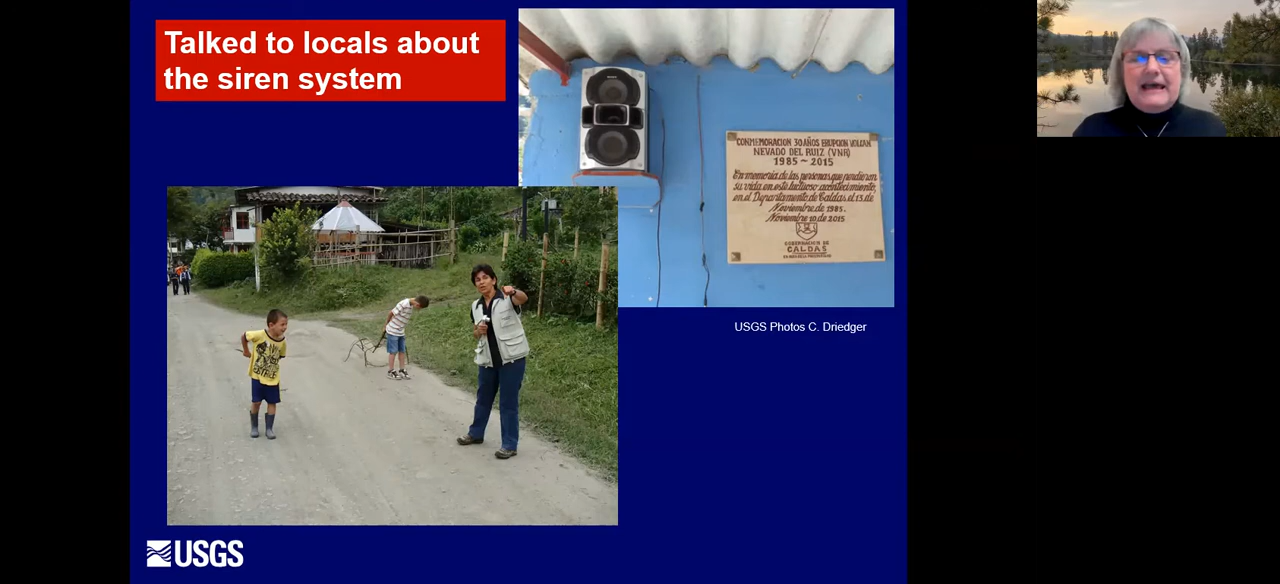 Talked to locals about
the siren system
CONMEMORACION 30 AÑOS ERUPCION VOLCAN
NEVADO DEL RUIZ (VNR)
1985 ~ 2015
En memoria de las personas que perdieron
su vida en este luctuoso acontecimiento,
en el Departamento de Caldas, el 13 de
Noviembre de 1985.
Noviembre 10 de 2015
GOBERNACION DE
CALDAS
USGS Photos C. Driedger
USGS